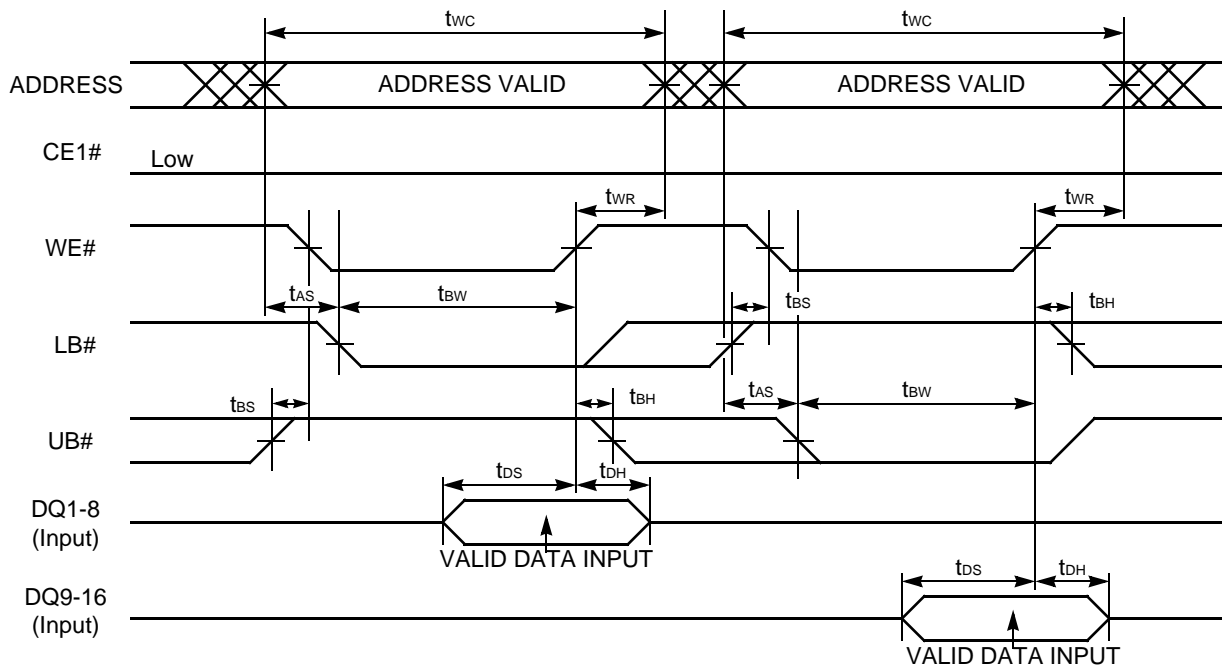 tWC
tWC
ADDRESS
ADDRESS VALID
ADDRESS VALID
CE1#
Low
tWR
tWR
WE#
tAS
tBW
tBS
tBH
LB#
tBS
tBH
tAS
tBW
UB#
tDS
tDH
DQ1-8
(Input)
VALID DATA INPUT
tDS
tDH
DQ9-16
(Input)
VALID DATA INPUT